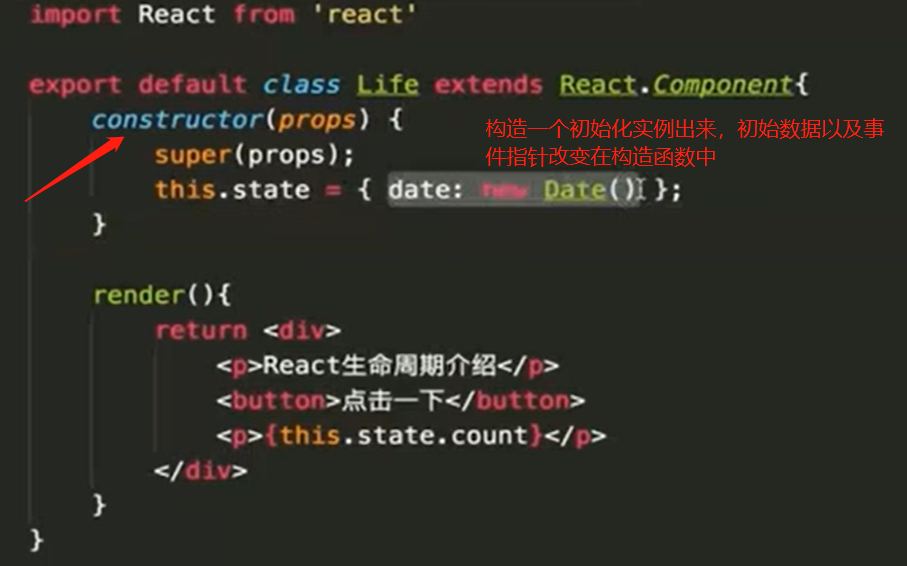 import React from 'react'
export default class Life extends React.Component{
constructor(props) {
构造一个初始化实例出来，初始数据以及事
件指针改变在构造函数中
super(props);
this.state = { date: new Date() };
}
render(){
return <div>
<p>React生命周期介绍</p>
<button>点击一下</button>
<p>{this.state.count}</p>
</div>
}
}